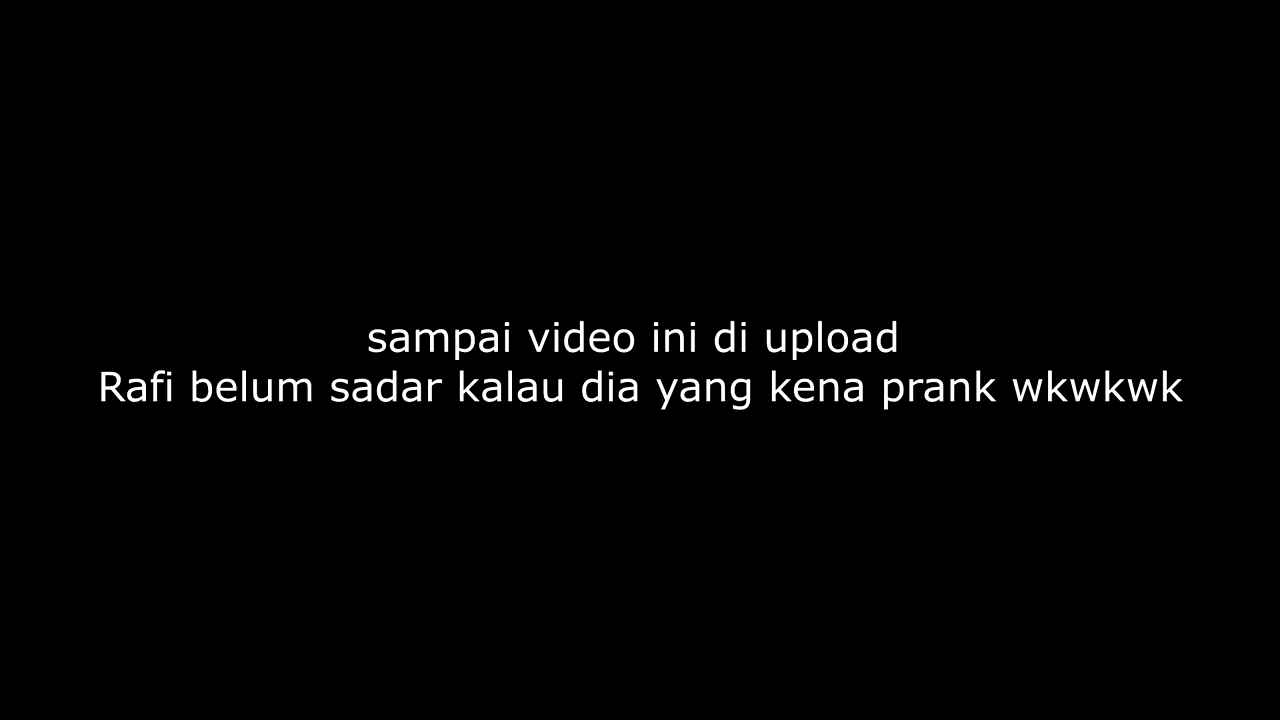 sampai video ini di upload
Rafi belum sadar kalau dia yang kena prank wkwkwk